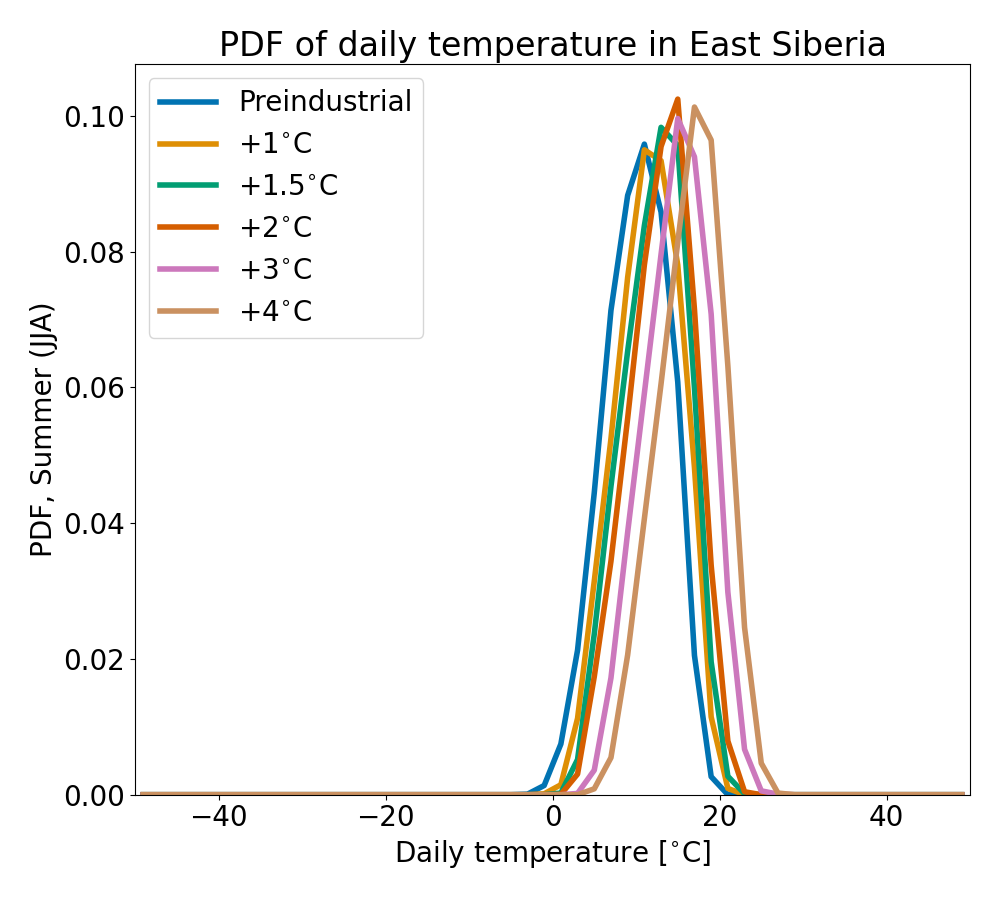 PDF of daily temperature in East Siberia
Preindustrial
+1°C
+1.5°C
+2°C
+3°C
+4°C
PDF, Summer (JJA)
0.10
0.08
0.06
0.04
0.02
0.00
−40
−20
0
20
40
Daily temperature [°C]